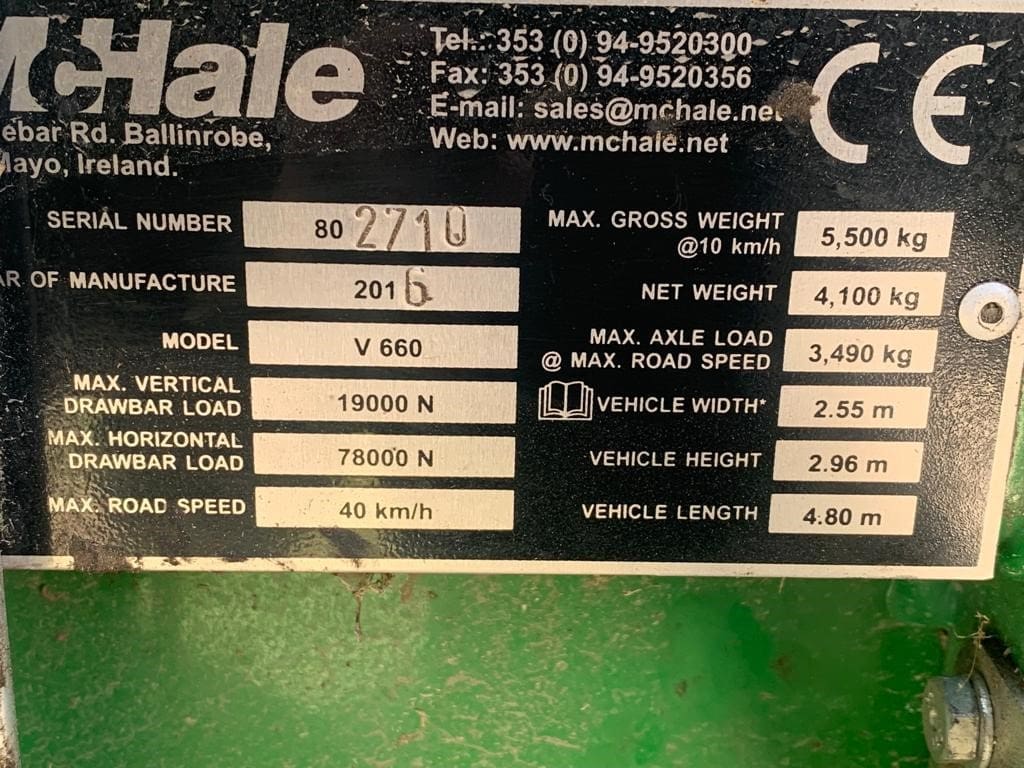 McHale
Tel.: 353 (0) 94-9520300
Fax: 353 (0) 94-9520356
E-mail: sales@mchale.net
Web: www.mchale.net
CE
ebar Rd. Ballinrobe,
Mayo, Ireland.
SERIAL NUMBER 80 2710
AR OF MANUFACTURE 2016
MODEL V 660
MAX. VERTICAL
DRAWBAR LOAD 19000 N
MAX. HORIZONTAL
DRAWBAR LOAD 78000 N
MAX. ROAD SPEED 40 km/h
MAX. GROSS WEIGHT
@10 km/h 5,500 kg
NET WEIGHT 4,100 kg
MAX. AXLE LOAD
@ MAX. ROAD SPEED 3,490 kg
VEHICLE WIDTH* 2.55 m
VEHICLE HEIGHT 2.96 m
VEHICLE LENGTH 4.80 m